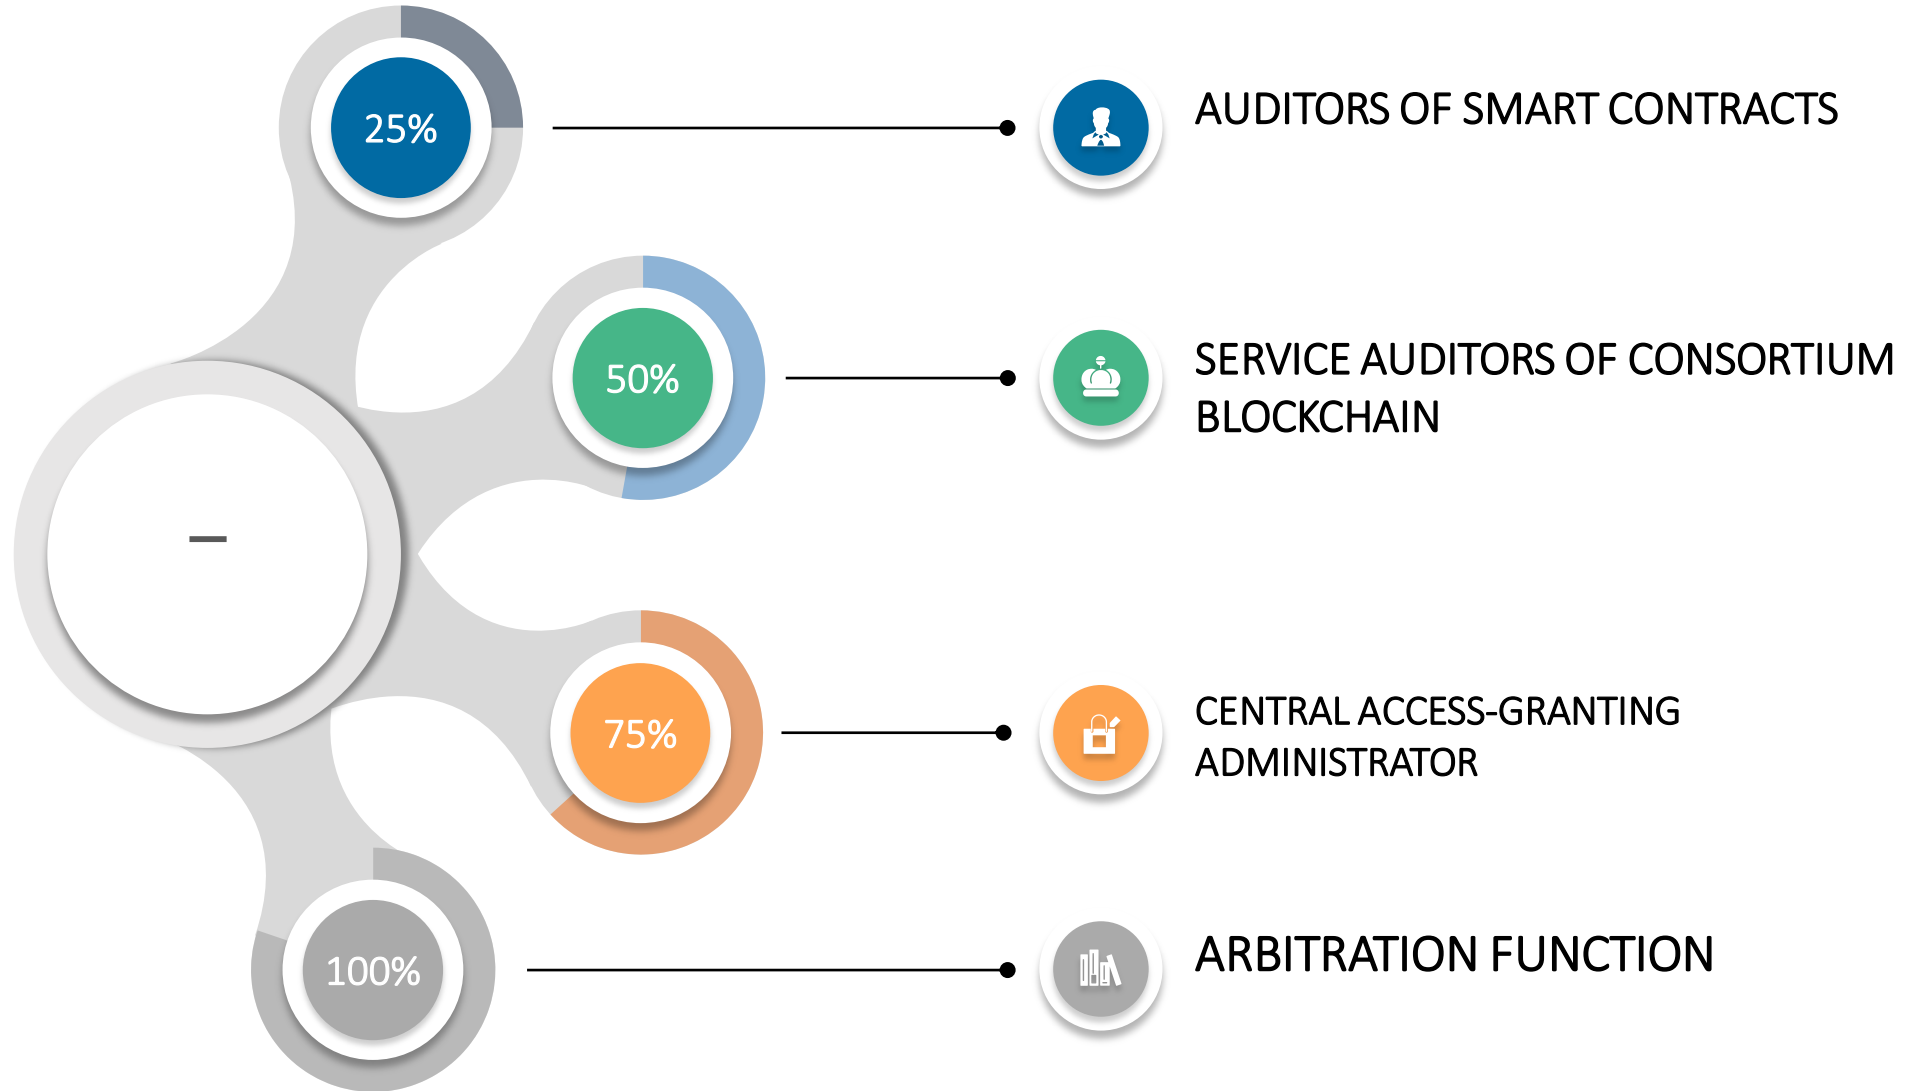 25%
AUDITORS OF SMART CONTRACTS
50%
SERVICE AUDITORS OF CONSORTIUM
BLOCKCHAIN
–
75%
CENTRAL ACCESS-GRANTING
ADMINISTRATOR
100%
ARBITRATION FUNCTION